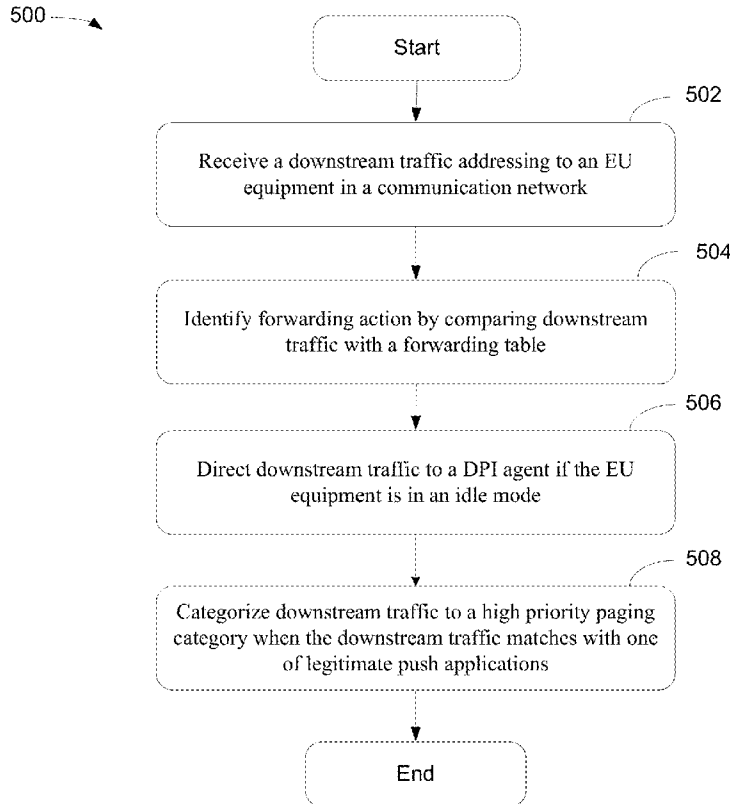 500
Start
502
Receive a downstream traffic addressing to an EU
equipment in a communication network
504
Identify forwarding action by comparing downstream
traffic with a forwarding table
506
Direct downstream traffic to a DPI agent if the EU
equipment is in an idle mode
508
Categorize downstream traffic to a high priority paging
category when the downstream traffic matches with one
of legitimate push applications
End